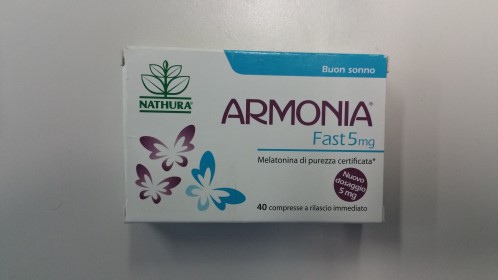 Buon sonno
NATHURA®
ARMONIA®
Fast 5mg
Melatonina di purezza certificata*
Nuovo
dosaggio
5 mg
40 compresse a rilascio immediato